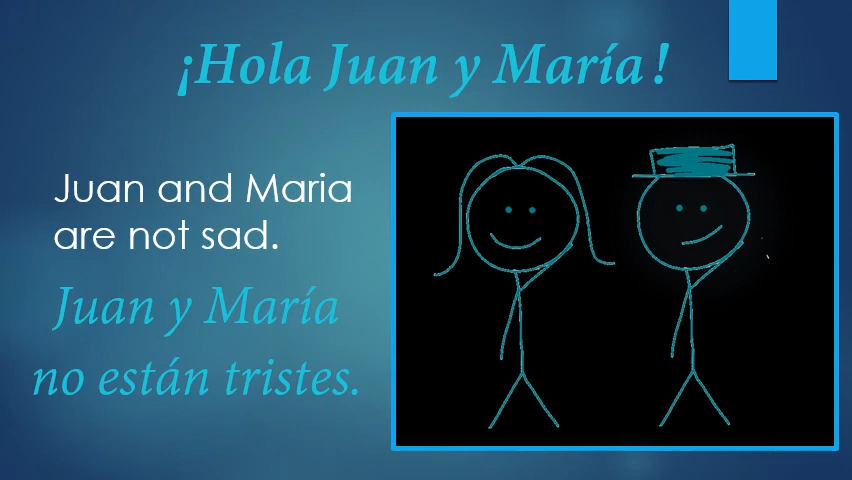 ¡Hola Juan y María!
Juan and Maria
are not sad.
Juan y María
no están tristes.